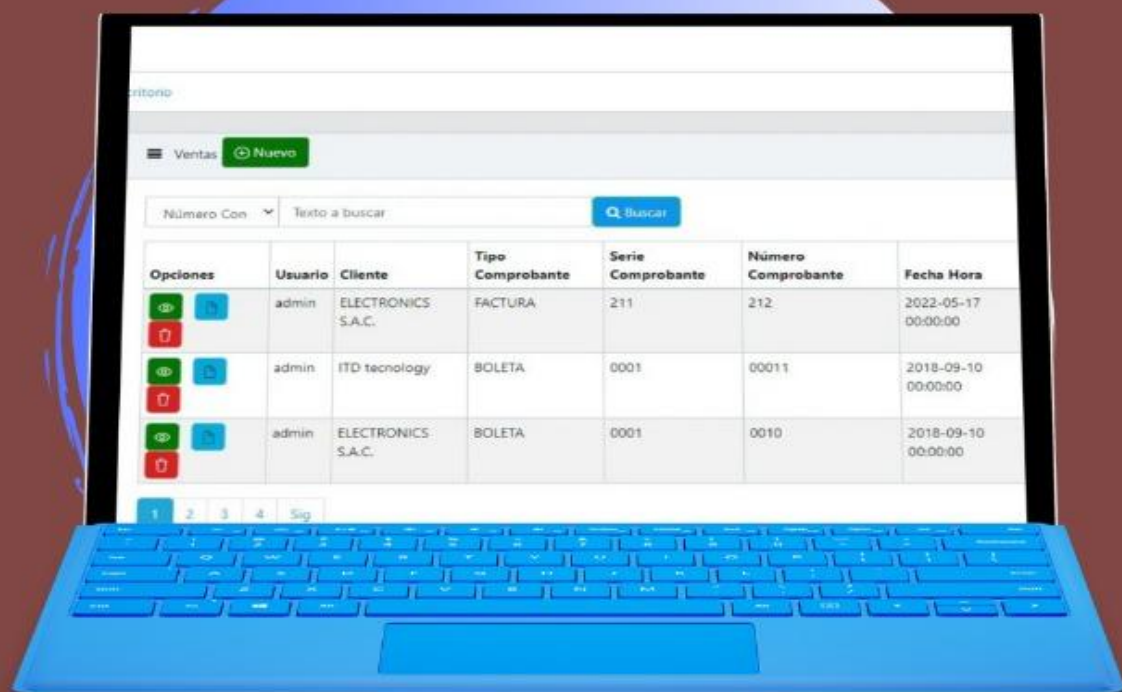 critorio
Ventas Nuevo
Número Con Texto a buscar Buscar
Opciones Usuario Cliente Tipo Comprobante Serie Comprobante Número Comprobante Fecha Hora
admin ELECTRONICS S.A.C. FACTURA 211 212 2022-05-17 00:00:00
admin ITD tecnology BOLETA 0001 00011 2018-09-10 00:00:00
admin ELECTRONICS S.A.C. BOLETA 0001 0010 2018-09-10 00:00:00
1 2 3 4 Sig